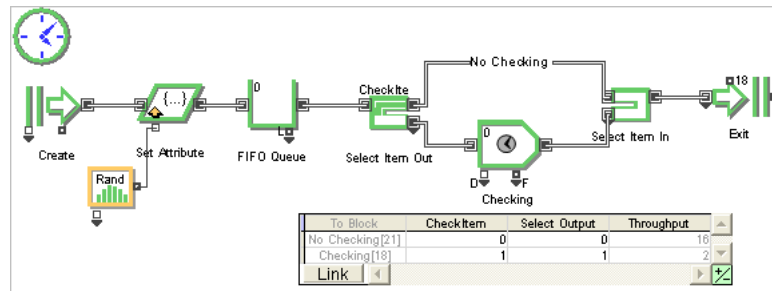 No Checking
CheckIte
{...}
0
18
Create
Set Attribute
FIFO Queue
L
Select Item Out
0
Select Item In
Exit
Rand
D
F
Checking
To Block CheckItem Select Output Throughput
No Checking[21] 0 0 16
Checking[18] 1 1 2
Link
+/-